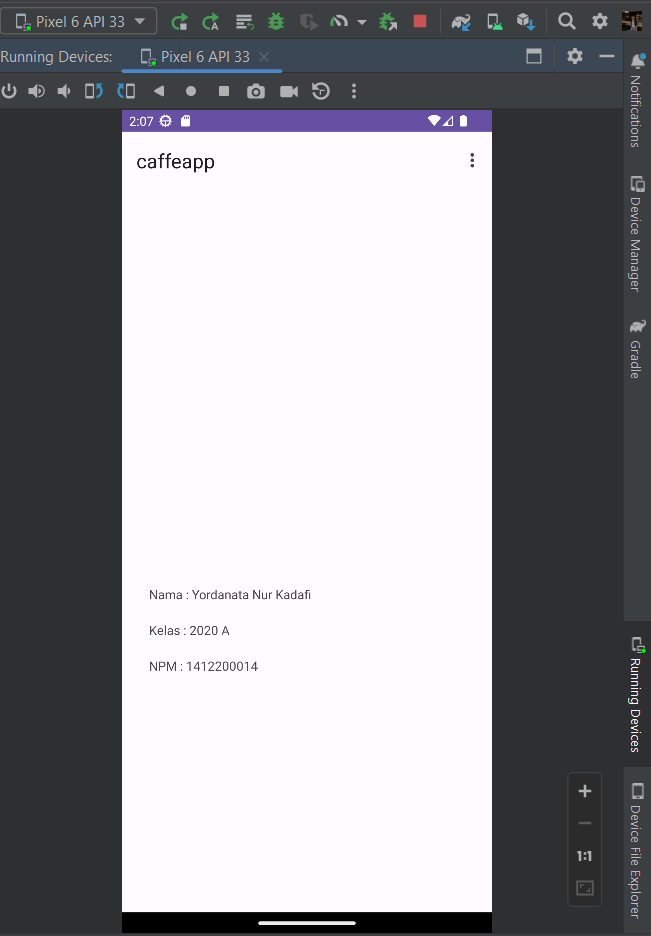 Pixel 6 API 33
Running Devices:
Pixel 6 API 33
2:07
caffeapp
Nama : Yordanata Nur Kadafi
Kelas : 2020 A
NPM : 1412200014
1:1
Notifications
Device Manager
Gradle
Running Devices
Device File Explorer